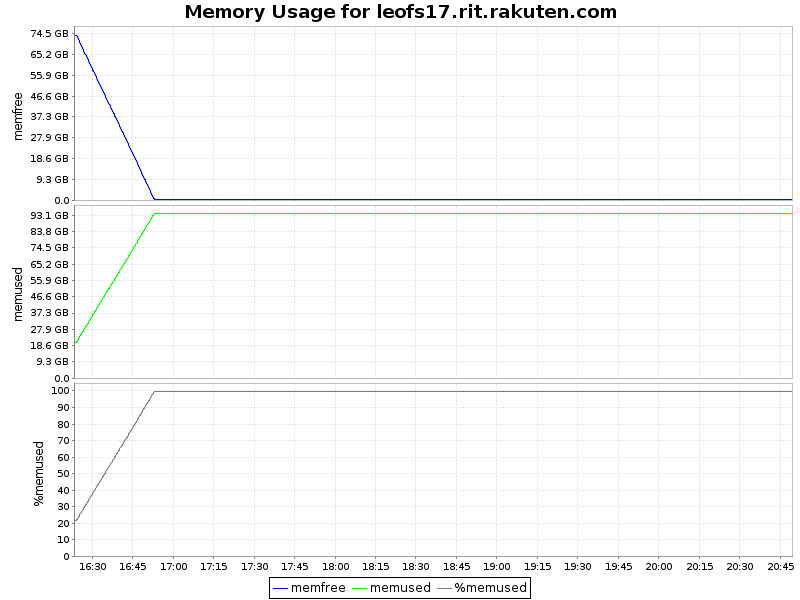 Memory Usage for leofs17.rit.rakuten.com
memfree
74.5 GB
65.2 GB
55.9 GB
46.6 GB
37.3 GB
27.9 GB
18.6 GB
9.3 GB
0.0
memused
93.1 GB
83.8 GB
74.5 GB
65.2 GB
55.9 GB
46.6 GB
37.3 GB
27.9 GB
18.6 GB
9.3 GB
0.0
%memused
100
90
80
70
60
50
40
30
20
10
0
16:30 16:45 17:00 17:15 17:30 17:45 18:00 18:15 18:30 18:45 19:00 19:15 19:30 19:45 20:00 20:15 20:30 20:45
memfree memused %memused